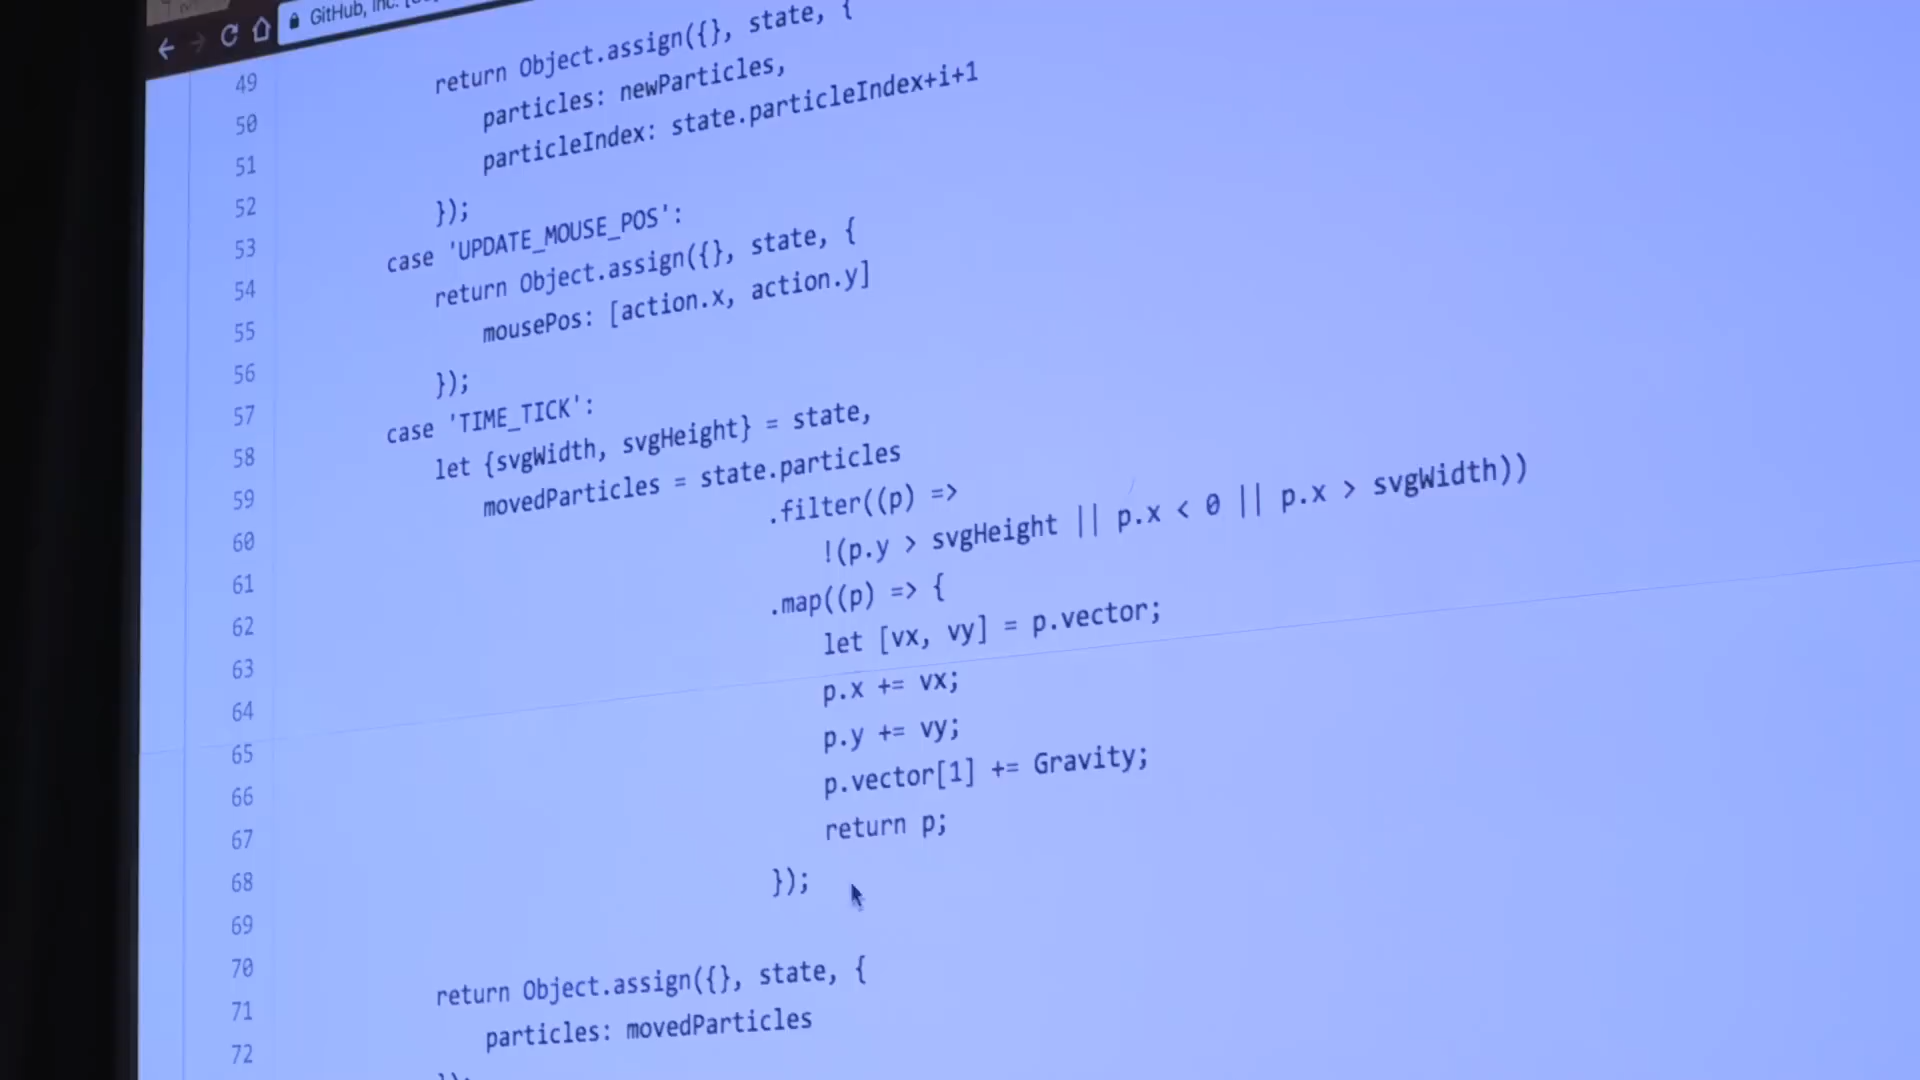 GitHub, Inc.
49 return Object.assign({}, state, {
50 particles: newParticles,
51 particleIndex: state.particleIndex+i+1
52 });
53 case 'UPDATE_MOUSE_POS':
54 return Object.assign({}, state, {
55 mousePos: [action.x, action.y]
56 });
57 case 'TIME_TICK':
58 let {svgWidth, svgHeight} = state,
59 movedParticles = state.particles
60 .filter((p) =>
61 !(p.y > svgHeight || p.x < 0 || p.x > svgWidth))
62 .map((p) => {
63 let [vx, vy] = p.vector;
64 p.x += vx;
65 p.y += vy;
66 p.vector[1] += Gravity;
67 return p;
68 });
69
70 return Object.assign({}, state, {
71 particles: movedParticles
72 });